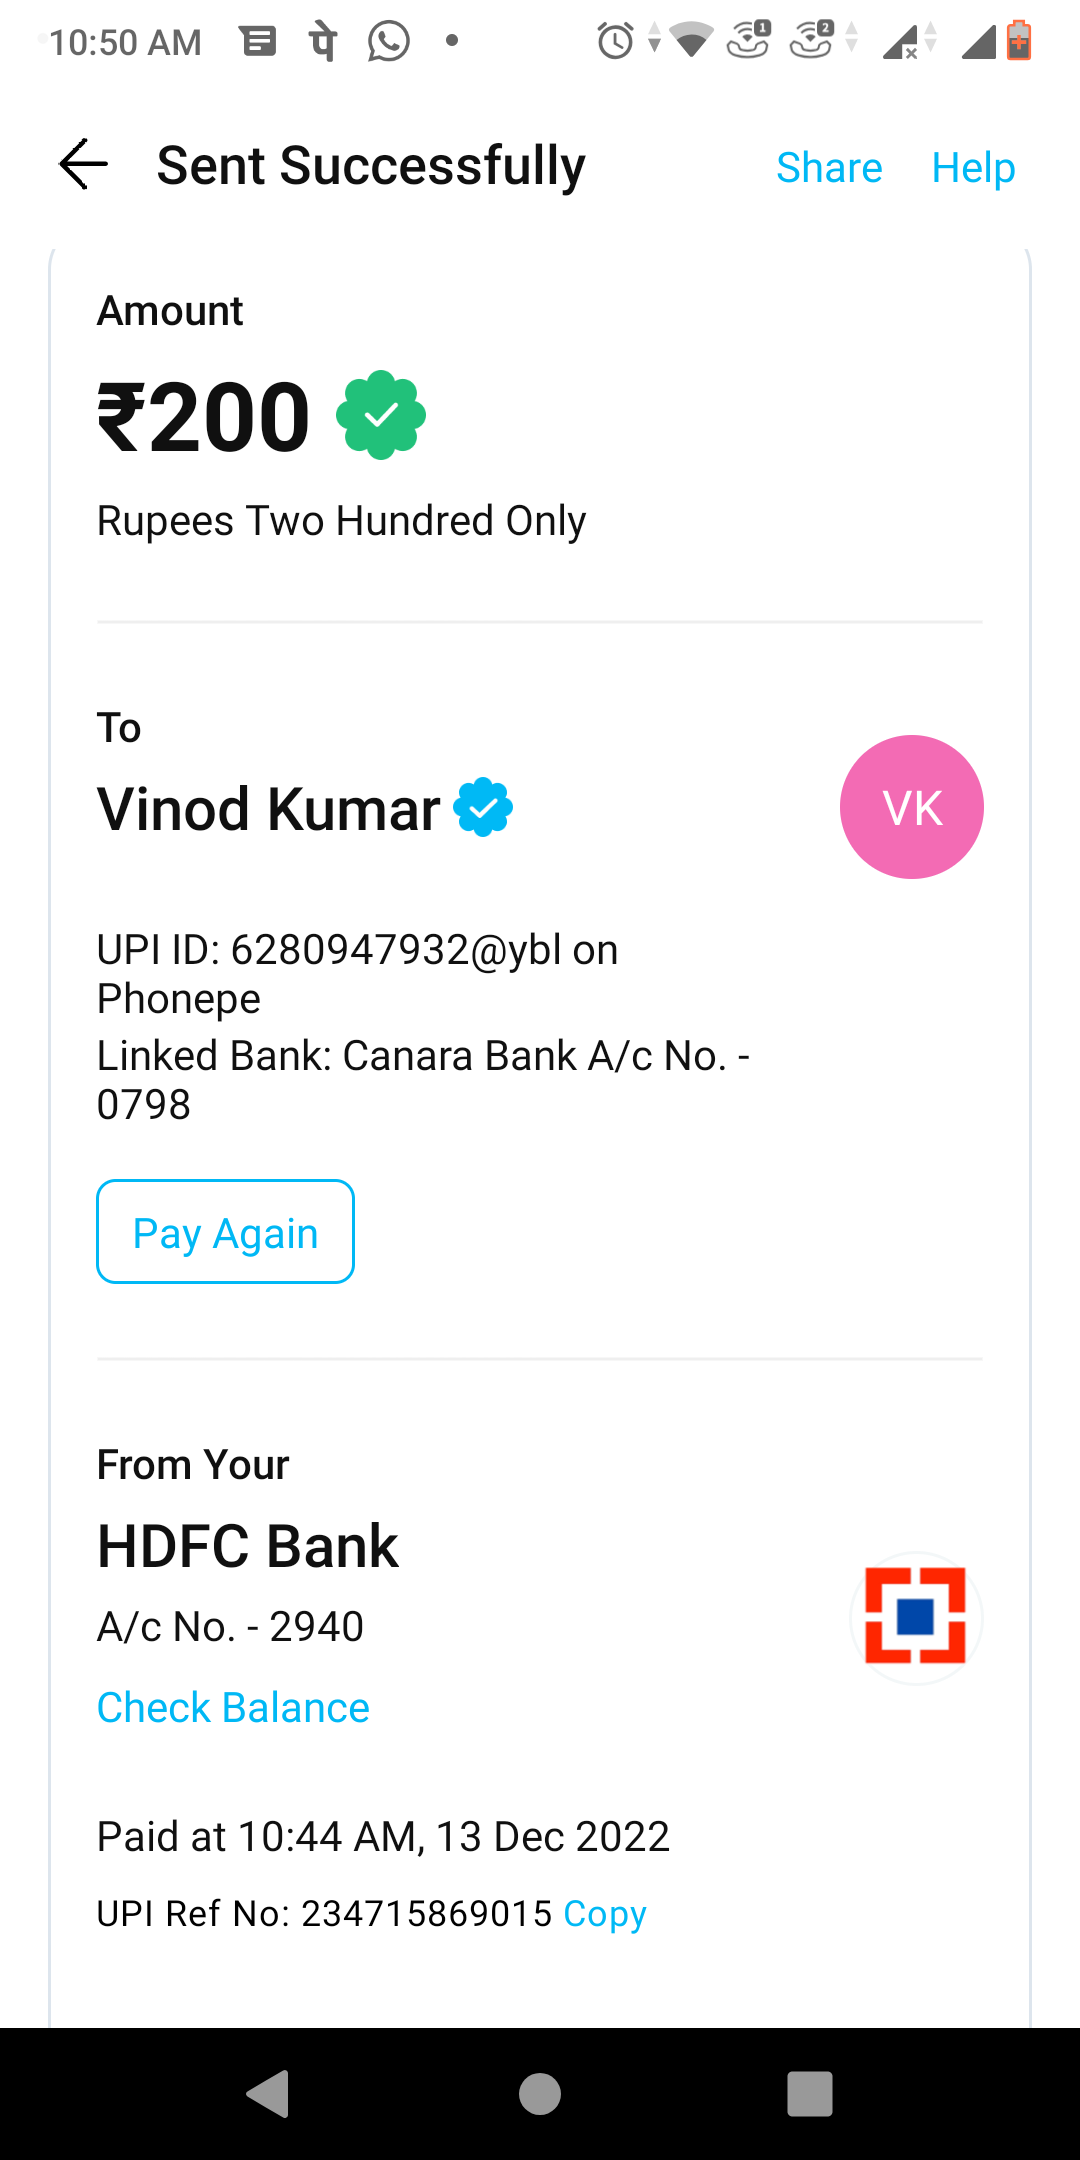 10:50 AM
Sent Successfully Share Help
Amount
₹200
Rupees Two Hundred Only
To
Vinod Kumar
VK
UPI ID: 6280947932@ybl on
Phonepe
Linked Bank: Canara Bank A/c No. -
0798
Pay Again
From Your
HDFC Bank
A/c No. - 2940
Check Balance
Paid at 10:44 AM, 13 Dec 2022
UPI Ref No: 234715869015 Copy